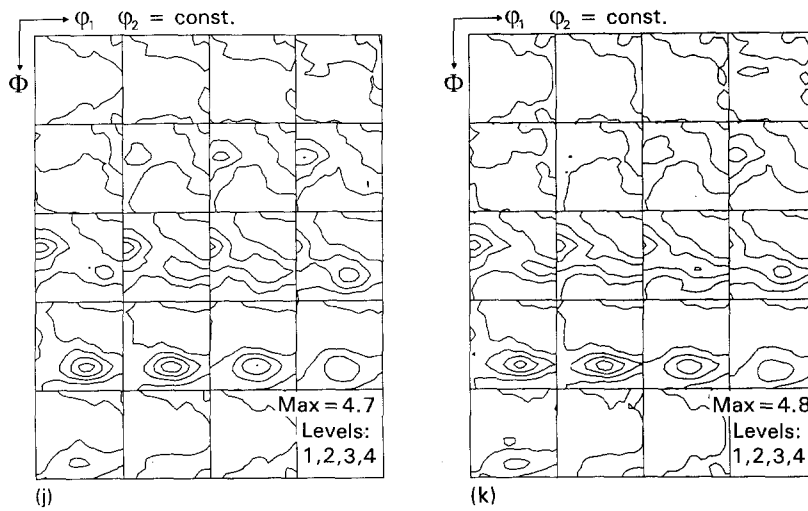 φ₁ φ₂ = const.
Φ
Max = 4.7
Levels:
1,2,3,4
(j)
φ₁ φ₂ = const.
Φ
Max = 4.8
Levels:
1,2,3,4
(k)